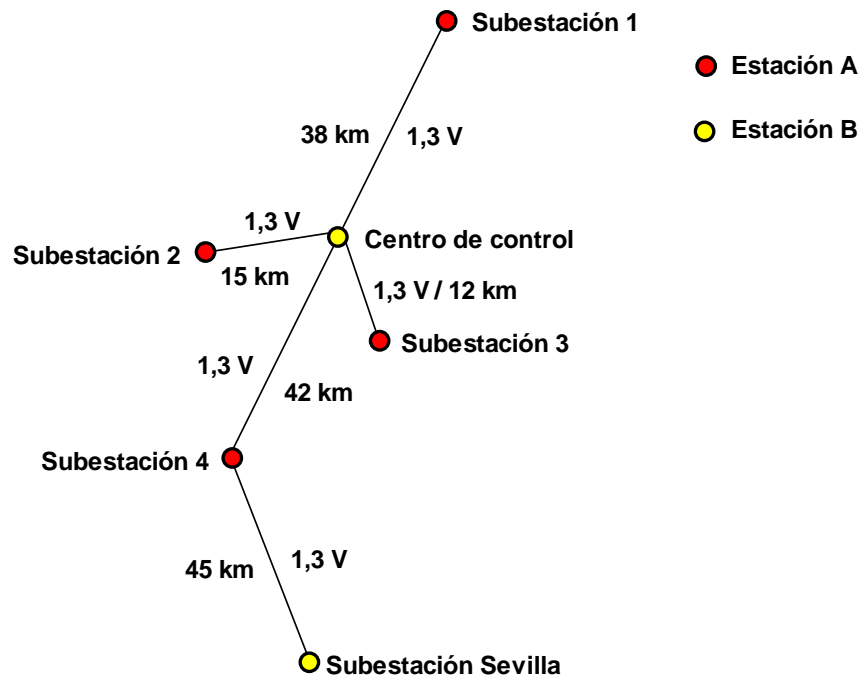 Subestación 1
Estación A
Estación B
38 km
1,3 V
1,3 V
Centro de control
Subestación 2
15 km
1,3 V / 12 km
Subestación 3
1,3 V
42 km
Subestación 4
45 km
1,3 V
Subestación Sevilla